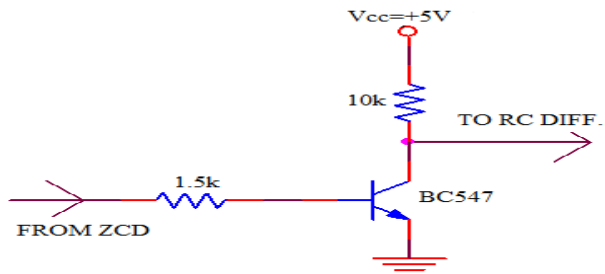 Vcc=+5V
10k
TO RC DIFF.
1.5k
BC547
FROM ZCD